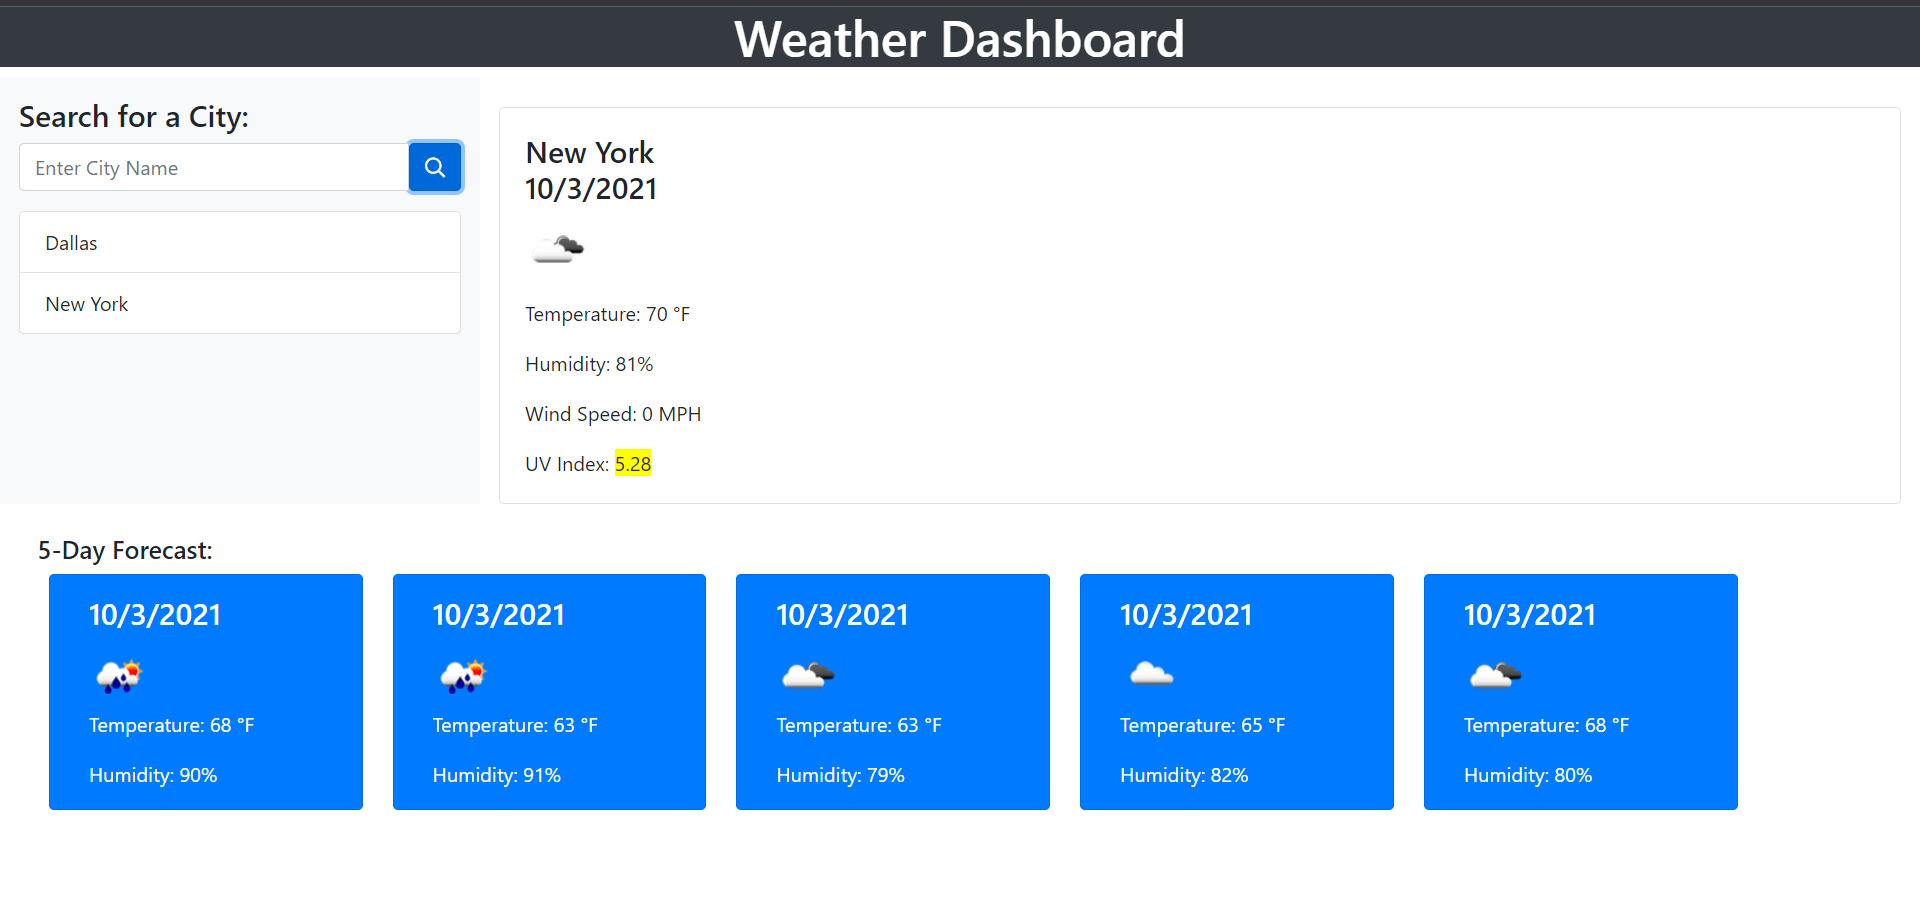 Weather Dashboard
Search for a City:
Enter City Name
Dallas
New York
New York
10/3/2021
Temperature: 70 °F
Humidity: 81%
Wind Speed: 0 MPH
UV Index: 5.28
5-Day Forecast:
10/3/2021
Temperature: 68 °F
Humidity: 90%
10/3/2021
Temperature: 63 °F
Humidity: 91%
10/3/2021
Temperature: 63 °F
Humidity: 79%
10/3/2021
Temperature: 65 °F
Humidity: 82%
10/3/2021
Temperature: 68 °F
Humidity: 80%